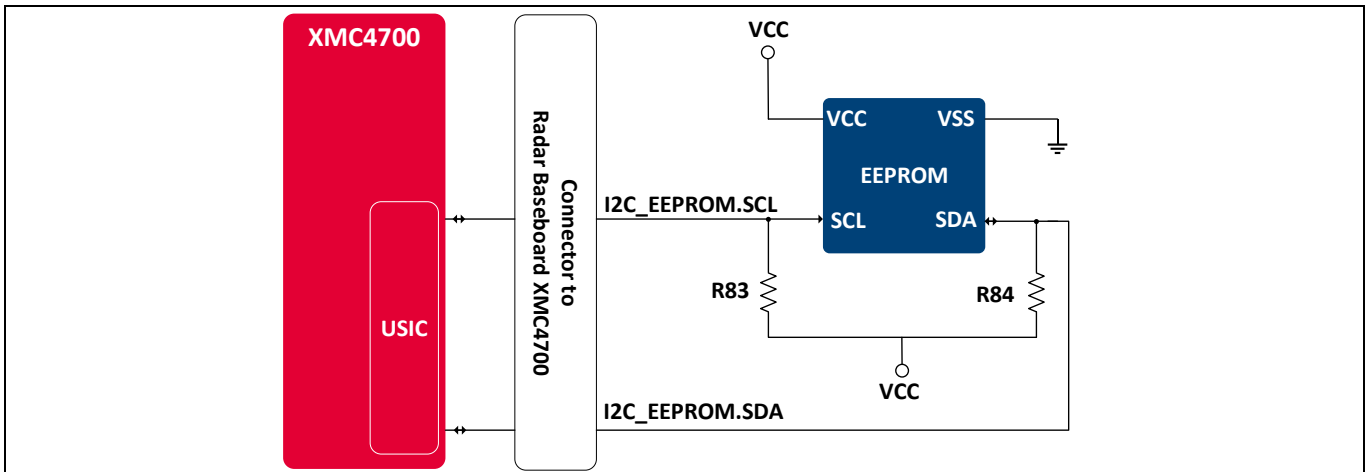 XMC4700
USIC
Connector to
Radar Baseboard XMC4700
VCC
VCC
VSS
EEPROM
SCL
SDA
I2C_EEPROM.SCL
R83
R84
VCC
I2C_EEPROM.SDA